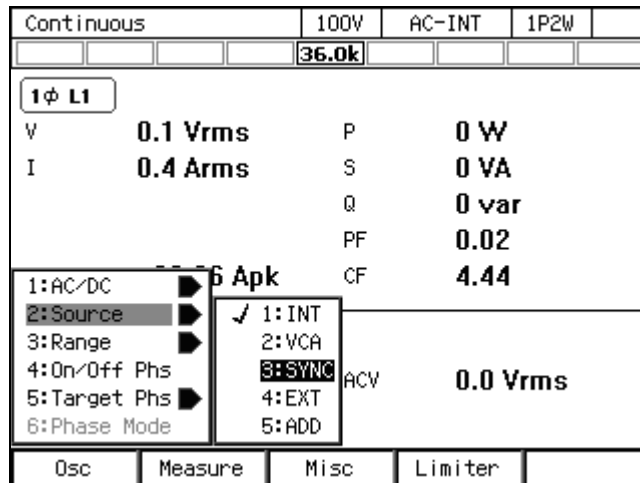 Continuous 100V AC-INT 1P2W
36.0k
1ϕ L1
V 0.1 Vrms P 0 W
I 0.4 Arms S 0 VA
Q 0 var
PF 0.02
6 Apk CF 4.44
1:AC/DC
2:Source
3:Range
4:On/Off Phs
5:Target Phs
6:Phase Mode
✓ 1:INT
2:VCA
3:SYNC
4:EXT
5:ADD
ACV 0.0 Vrms
Osc Measure Misc Limiter